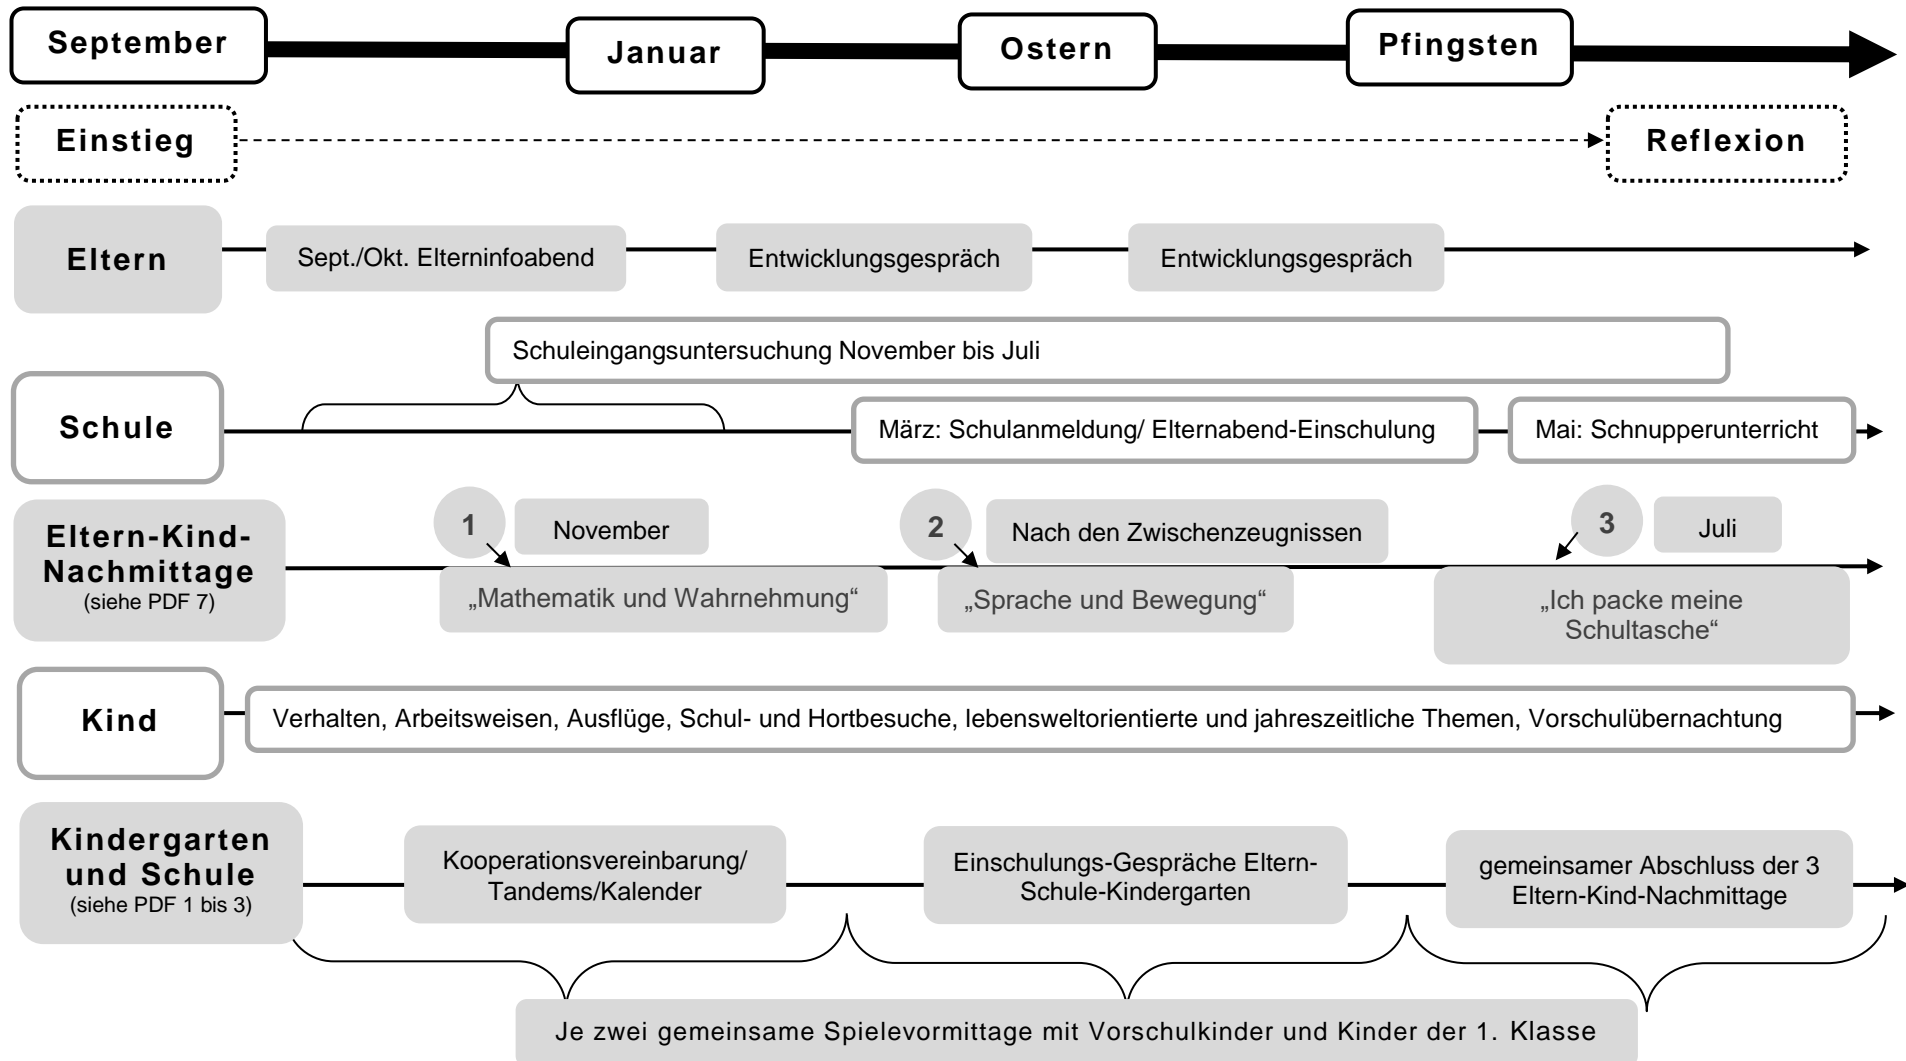 September
Januar
Ostern
Pfingsten
Einstieg
Reflexion
Eltern
Sept./Okt. Elterninfoabend
Entwicklungsgespräch
Entwicklungsgespräch
Schuleingangsuntersuchung November bis Juli
Schule
März: Schulanmeldung/ Elternabend-Einschulung
Mai: Schnupperunterricht
Eltern-Kind-
Nachmittage
(siehe PDF 7)
1
November
2
Nach den Zwischenzeugnissen
3
Juli
„Mathematik und Wahrnehmung“
„Sprache und Bewegung“
„Ich packe meine
Schultasche“
Kind
Verhalten, Arbeitsweisen, Ausflüge, Schul- und Hortbesuche, lebensweltorientierte und jahreszeitliche Themen, Vorschulübernachtung
Kindergarten
und Schule
(siehe PDF 1 bis 3)
Kooperationsvereinbarung/
Tandems/Kalender
Einschulungs-Gespräche Eltern-
Schule-Kindergarten
gemeinsamer Abschluss der 3
Eltern-Kind-Nachmittage
Je zwei gemeinsame Spielevormittage mit Vorschulkinder und Kinder der 1. Klasse